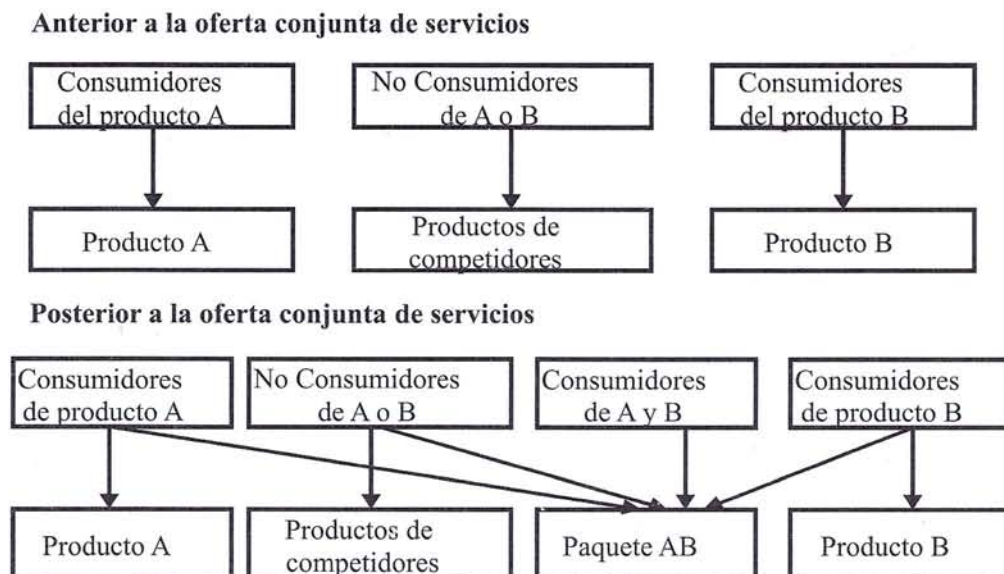 Anterior a la oferta conjunta de servicios
Consumidores
del producto A
No Consumidores
de A o B
Consumidores
del producto B
Producto A
Productos de
competidores
Producto B
Posterior a la oferta conjunta de servicios
Consumidores
de producto A
No Consumidores
de A o B
Consumidores
de A y B
Consumidores
de producto B
Producto A
Productos de
competidores
Paquete AB
Producto B